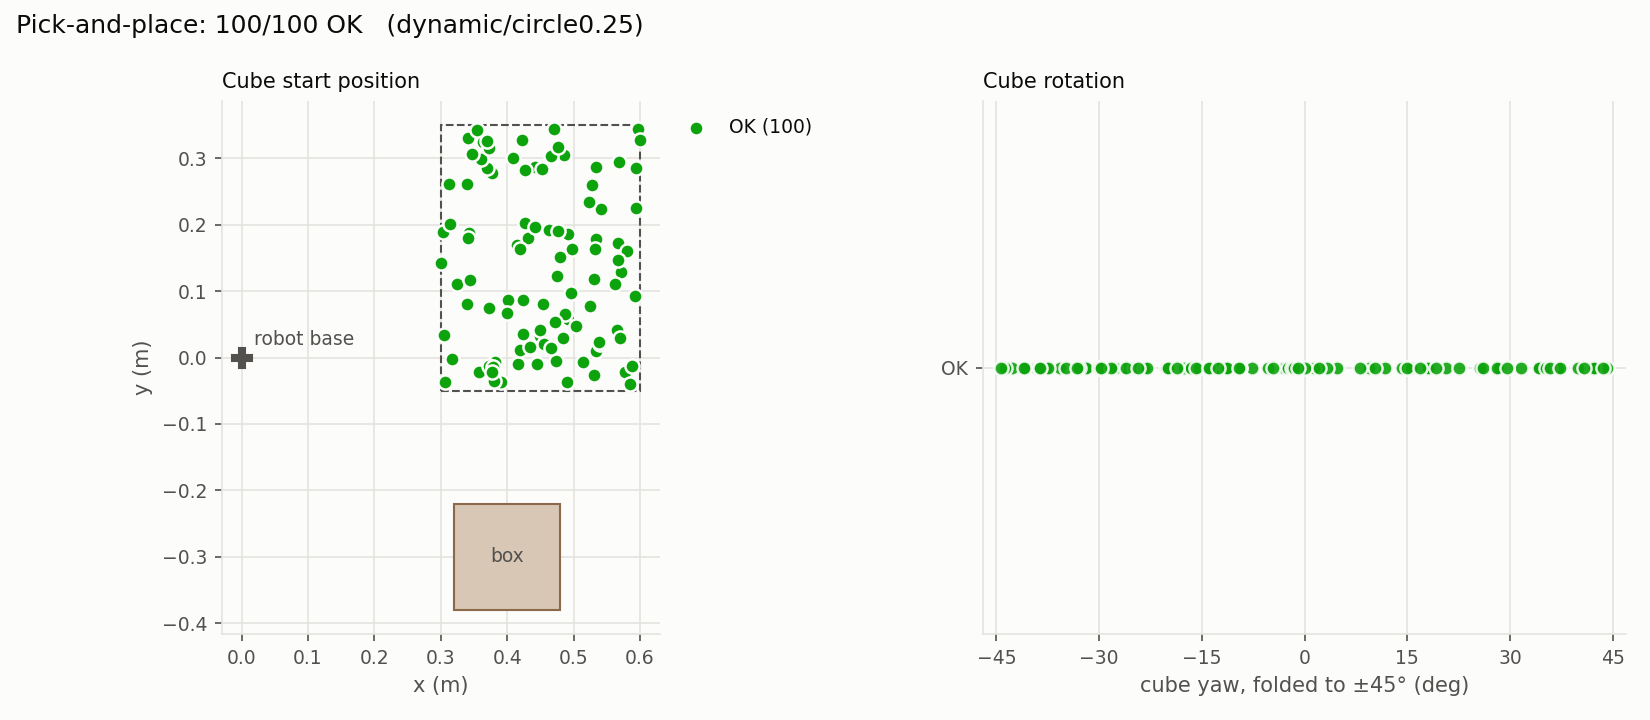 Pick-and-place: 100/100 OK (dynamic/circle0.25)
Cube start position
OK (100)
0.3
0.2
0.1
0.0
−0.1
−0.2
−0.3
−0.4
y (m)
robot base
box
0.0 0.1 0.2 0.3 0.4 0.5 0.6
x (m)
Cube rotation
OK
−45 −30 −15 0 15 30 45
cube yaw, folded to ±45° (deg)